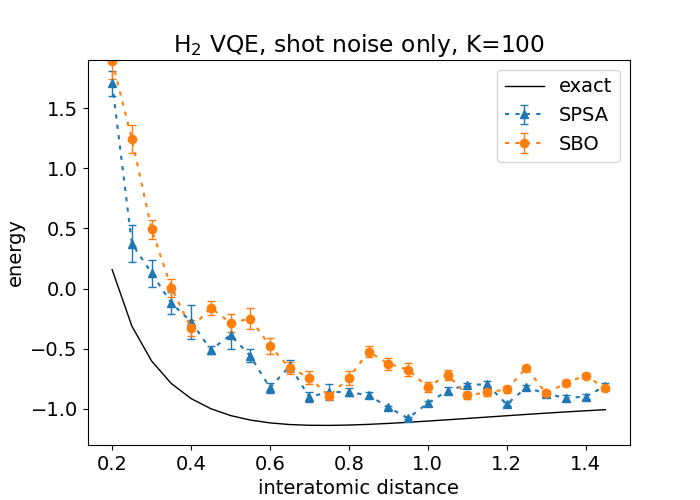 H₂ VQE, shot noise only, K=100
exact
SPSA
SBO
energy
1.5
1.0
0.5
0.0
−0.5
−1.0
0.2 0.4 0.6 0.8 1.0 1.2 1.4
interatomic distance